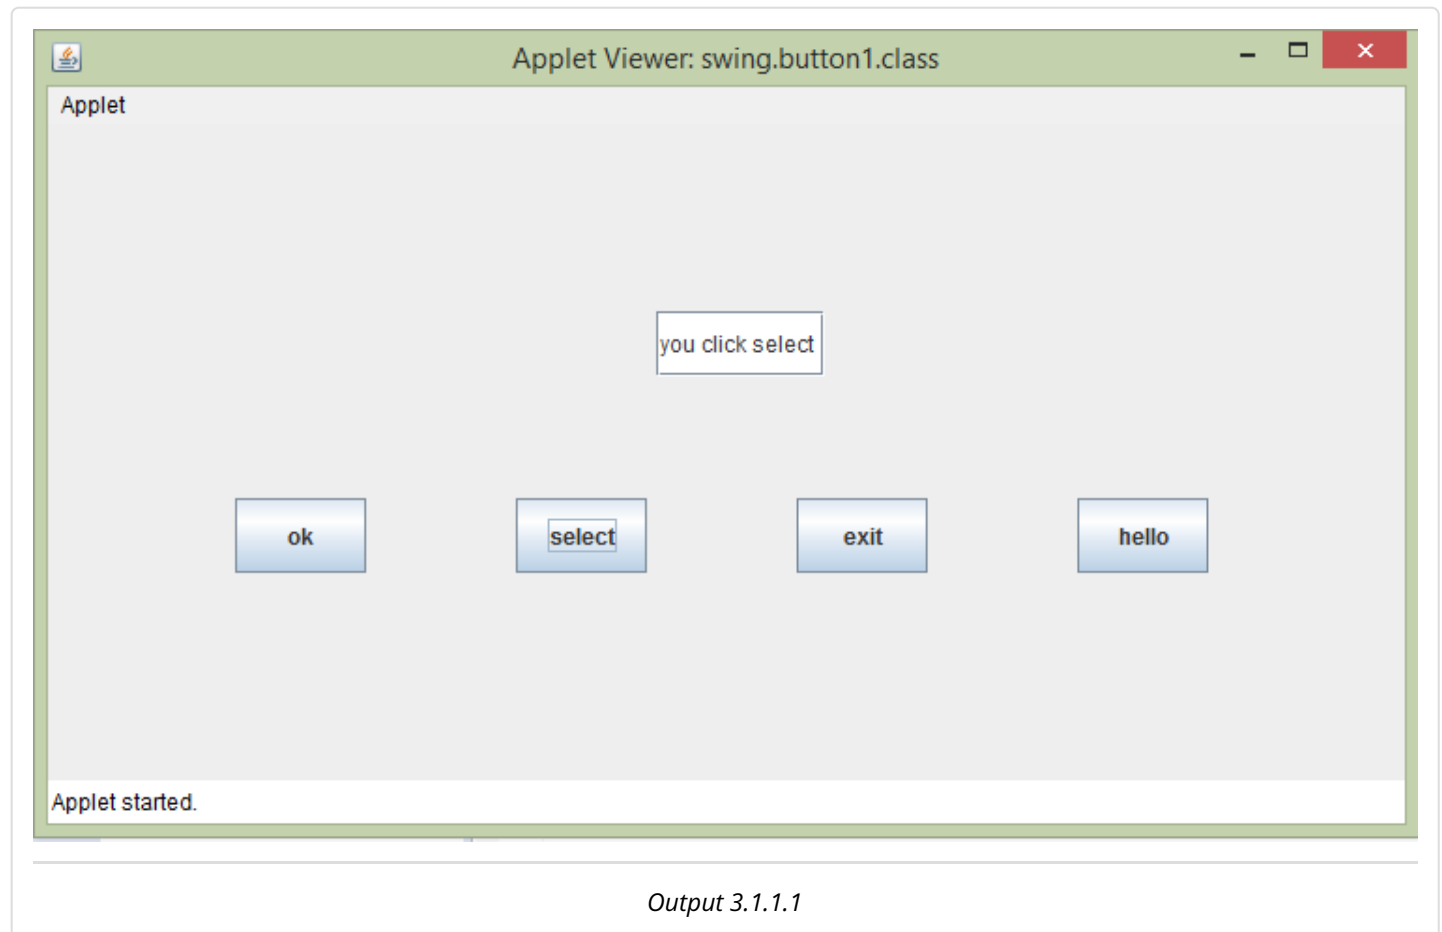 Applet Viewer: swing.button1.class
Applet
you click select
ok select exit hello
Applet started.
Output 3.1.1.1